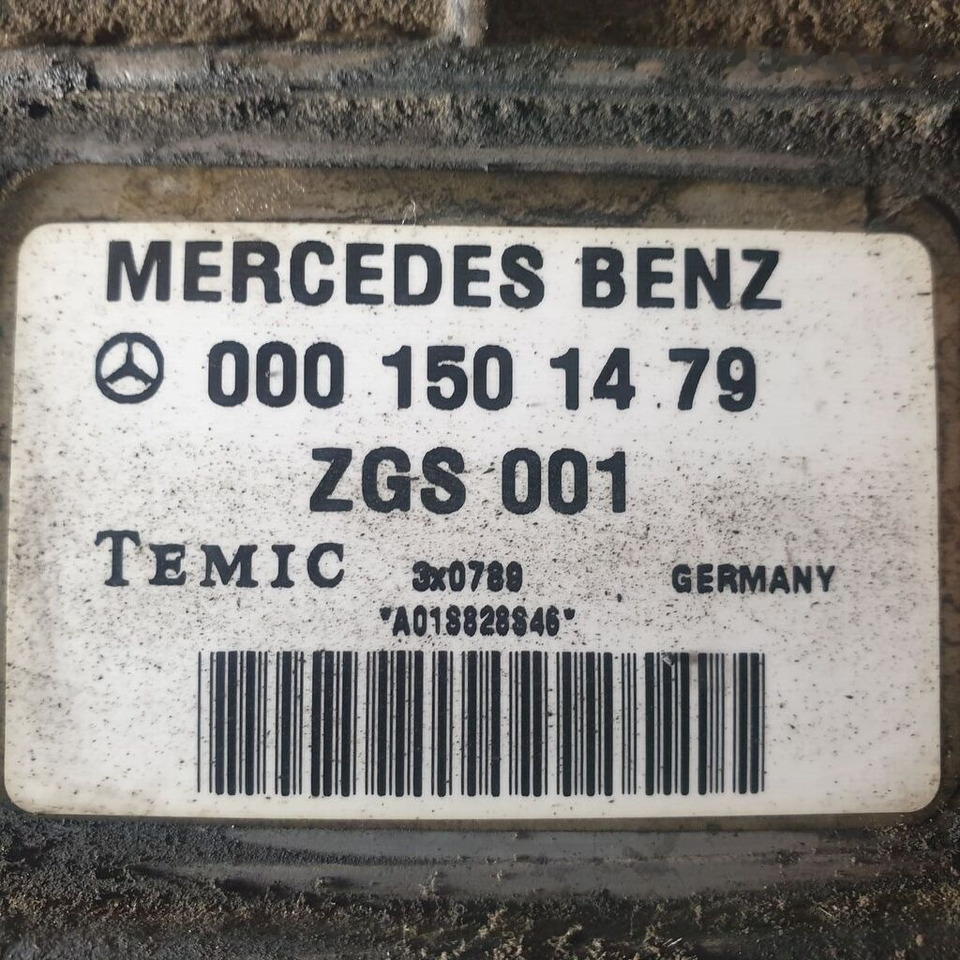 MERCEDES BENZ
000 150 14 79
ZGS 001
TEMIC 3x0789 GERMANY
*A01S828S46*